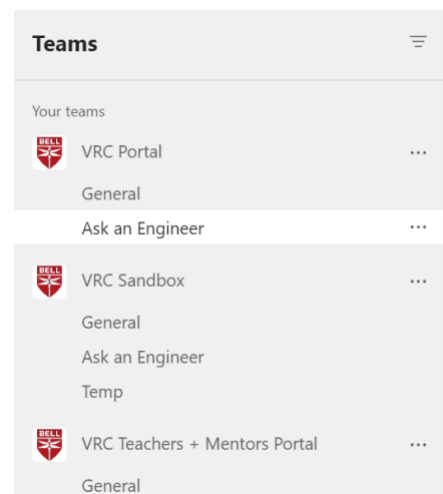 Teams
Your teams
BELL
VRC Portal
General
Ask an Engineer
BELL
VRC Sandbox
General
Ask an Engineer
Temp
BELL
VRC Teachers + Mentors Portal
General